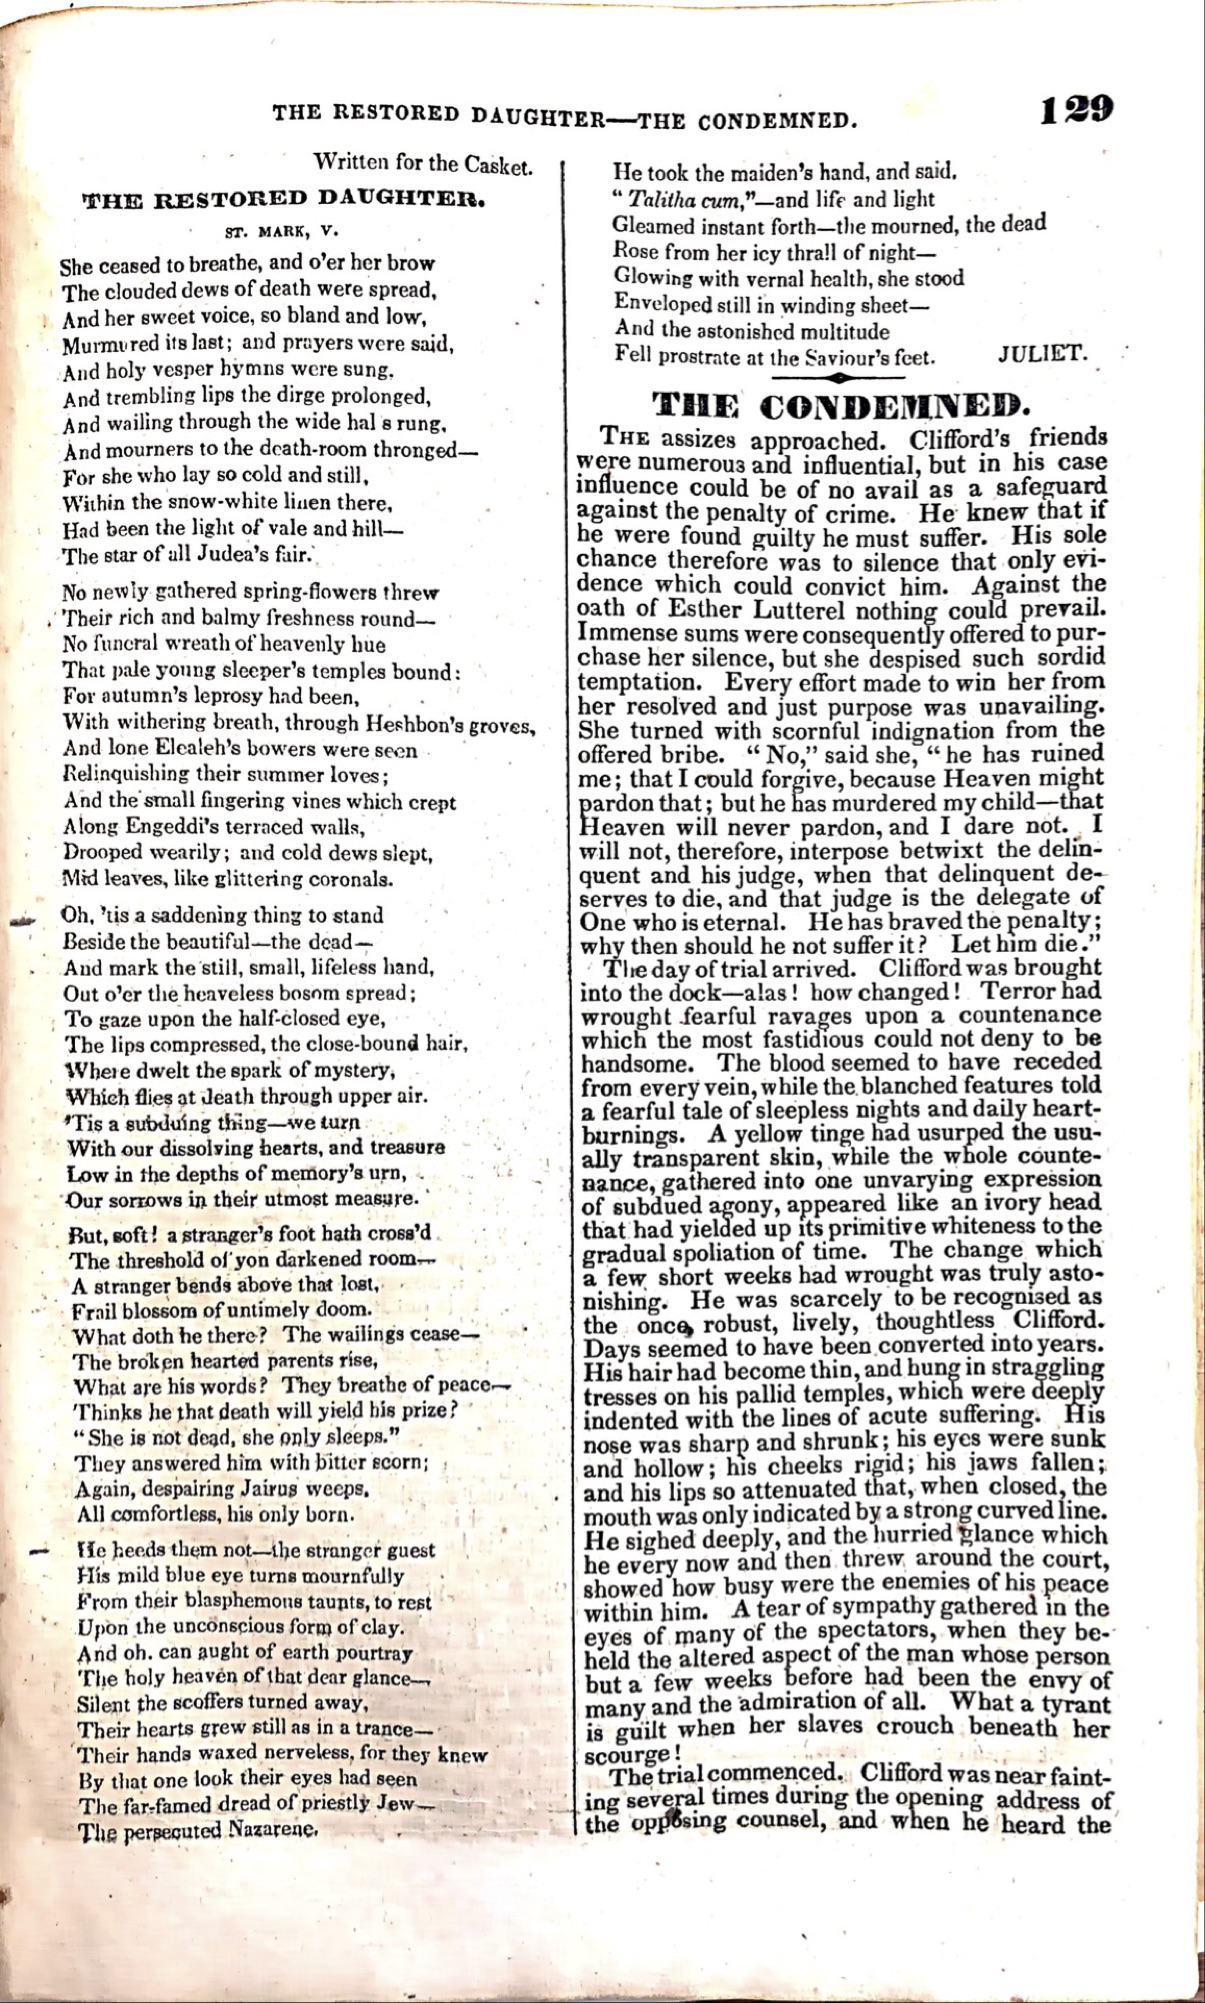 THE RESTORED DAUGHTER—THE CONDEMNED.
129
Written for the Casket.
THE RESTORED DAUGHTER.
ST. MARK, V.
She ceased to breathe, and o'er her brow
The clouded dews of death were spread,
And her sweet voice, so bland and low,
Murmured its last; and prayers were said,
And holy vesper hymns were sung,
And trembling lips the dirge prolonged,
And wailing through the wide hal s rung,
And mourners to the death-room thronged—
For she who lay so cold and still,
Within the snow-white linen there,
Had been the light of vale and hill—
The star of all Judea's fair.
No newly gathered spring-flowers threw
Their rich and balmy freshness round—
No funeral wreath of heavenly hue
That pale young sleeper's temples bound:
For autumn's leprosy had been,
With withering breath, through Heshbon's groves,
And lone Elealeh's bowers were seen
Relinquishing their summer loves;
And the small fingering vines which crept
Along Engeddi's terraced walls,
Drooped wearily; and cold dews slept,
Mid leaves, like glittering coronals.
Oh, 'tis a saddening thing to stand
Beside the beautiful—the dead—
And mark the still, small, lifeless hand,
Out o'er the heaveless bosom spread;
To gaze upon the half-closed eye,
The lips compressed, the close-bound hair,
Where dwelt the spark of mystery,
Which flies at death through upper air.
'Tis a subduing thing—we turn
With our dissolving hearts, and treasure
Low in the depths of memory's urn,
Our sorrows in their utmost measure.
But, soft! a stranger's foot hath cross'd
The threshold of yon darkened room—
A stranger bends above that lost,
Frail blossom of untimely doom.
What doth he there? The wailings cease—
The broken hearted parents rise,
What are his words? They breathe of peace—
Thinks he that death will yield his prize?
"She is not dead, she only sleeps."
They answered him with bitter scorn;
Again, despairing Jairus weeps,
All comfortless, his only born.
He heeds them not—the stranger guest
His mild blue eye turns mournfully
From their blasphemous taunts, to rest
Upon the unconscious form of clay.
And oh. can aught of earth pourtray
The holy heaven of that dear glance—
Silent the scoffers turned away,
Their hearts grew still as in a trance—
Their hands waxed nerveless, for they knew
By that one look their eyes had seen
The far-famed dread of priestly Jew—
The persecuted Nazarene.
He took the maiden's hand, and said.
"Talitha cum,"—and life and light
Gleamed instant forth—the mourned, the dead
Rose from her icy thrall of night—
Glowing with vernal health, she stood
Enveloped still in winding sheet—
And the astonished multitude
Fell prostrate at the Saviour's feet. JULIET.
THE CONDEMNED.
THE assizes approached. Clifford's friends
were numerous and influential, but in his case
influence could be of no avail as a safeguard
against the penalty of crime. He knew that if
he were found guilty he must suffer. His sole
chance therefore was to silence that only evi-
dence which could convict him. Against the
oath of Esther Lutterel nothing could prevail.
Immense sums were consequently offered to pur-
chase her silence, but she despised such sordid
temptation. Every effort made to win her from
her resolved and just purpose was unavailing.
She turned with scornful indignation from the
offered bribe. "No," said she, "he has ruined
me; that I could forgive, because Heaven might
pardon that; but he has murdered my child—that
Heaven will never pardon, and I dare not. I
will not, therefore, interpose betwixt the delin-
quent and his judge, when that delinquent de-
serves to die, and that judge is the delegate of
One who is eternal. He has braved the penalty;
why then should he not suffer it? Let him die."
The day of trial arrived. Clifford was brought
into the dock—alas! how changed! Terror had
wrought fearful ravages upon a countenance
which the most fastidious could not deny to be
handsome. The blood seemed to have receded
from every vein, while the blanched features told
a fearful tale of sleepless nights and daily heart-
burnings. A yellow tinge had usurped the usu-
ally transparent skin, while the whole counte-
nance, gathered into one unvarying expression
of subdued agony, appeared like an ivory head
that had yielded up its primitive whiteness to the
gradual spoliation of time. The change which
a few short weeks had wrought was truly asto-
nishing. He was scarcely to be recognised as
the once, robust, lively, thoughtless Clifford.
Days seemed to have been converted into years.
His hair had become thin, and hung in straggling
tresses on his pallid temples, which were deeply
indented with the lines of acute suffering. His
nose was sharp and shrunk; his eyes were sunk
and hollow; his cheeks rigid; his jaws fallen;
and his lips so attenuated that, when closed, the
mouth was only indicated by a strong curved line.
He sighed deeply, and the hurried glance which
he every now and then threw around the court,
showed how busy were the enemies of his peace
within him. A tear of sympathy gathered in the
eyes of many of the spectators, when they be-
held the altered aspect of the man whose person
but a few weeks before had been the envy of
many and the admiration of all. What a tyrant
is guilt when her slaves crouch beneath her
scourge!
The trial commenced. Clifford was near faint-
ing several times during the opening address of
the opposing counsel, and when he heard the